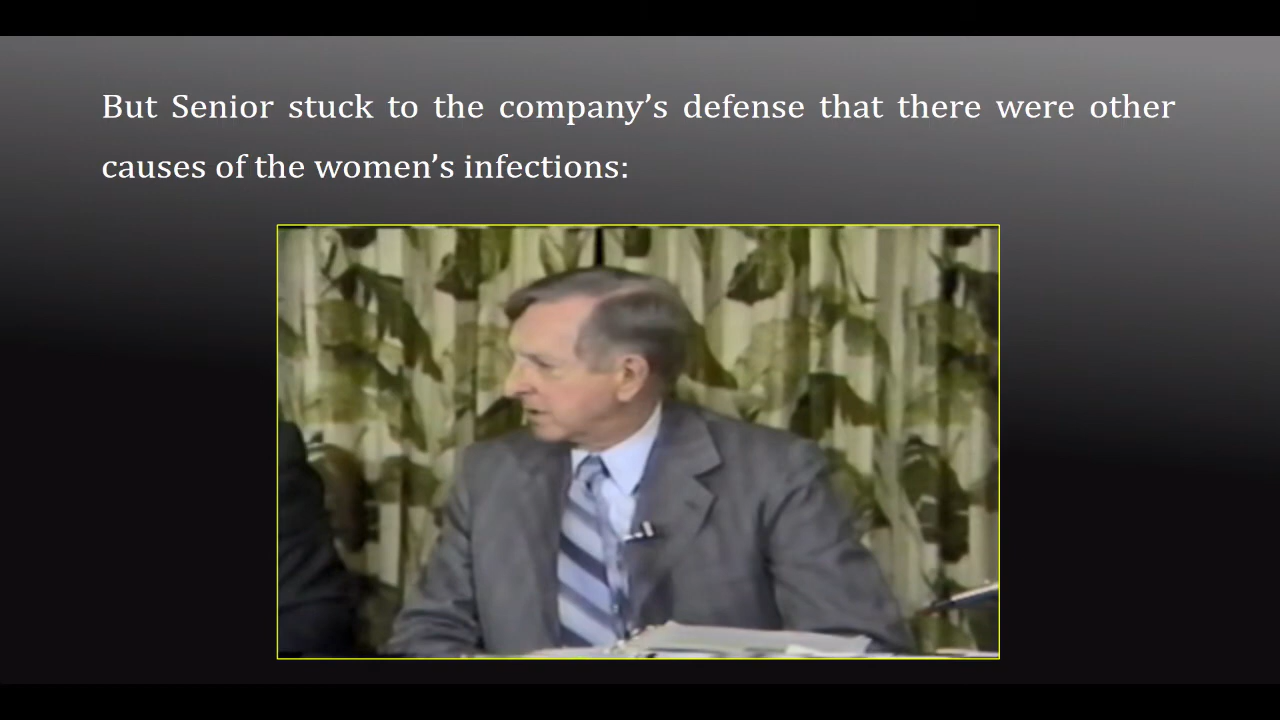 But Senior stuck to the company’s defense that there were other
causes of the women’s infections: